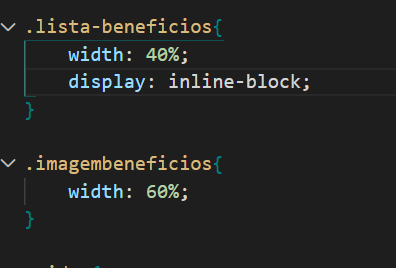 .lista-beneficios{
width: 40%;
display: inline-block;
}
.imagembeneficios{
width: 60%;
}